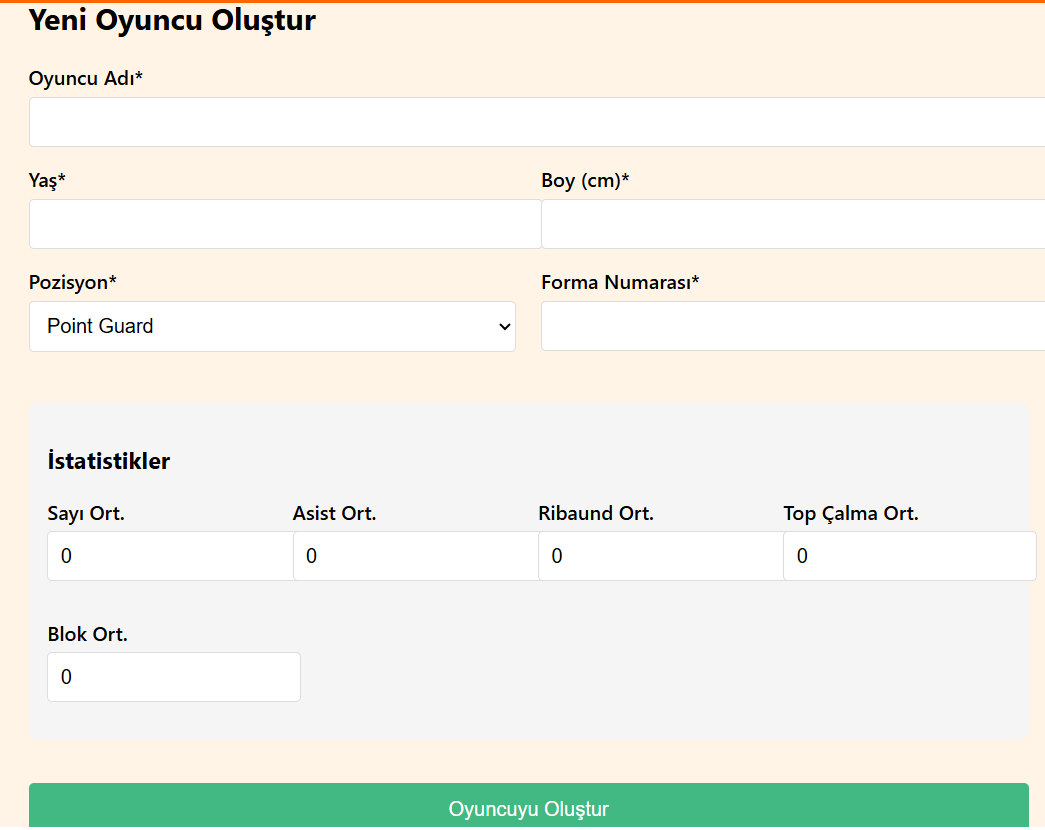 Yeni Oyuncu Oluştur
Oyuncu Adı*
Yaş* Boy (cm)*
Pozisyon* Forma Numarası*
Point Guard
İstatistikler
Sayı Ort. Asist Ort. Ribaund Ort. Top Çalma Ort.
0 0 0 0
Blok Ort.
0
Oyuncuyu Oluştur